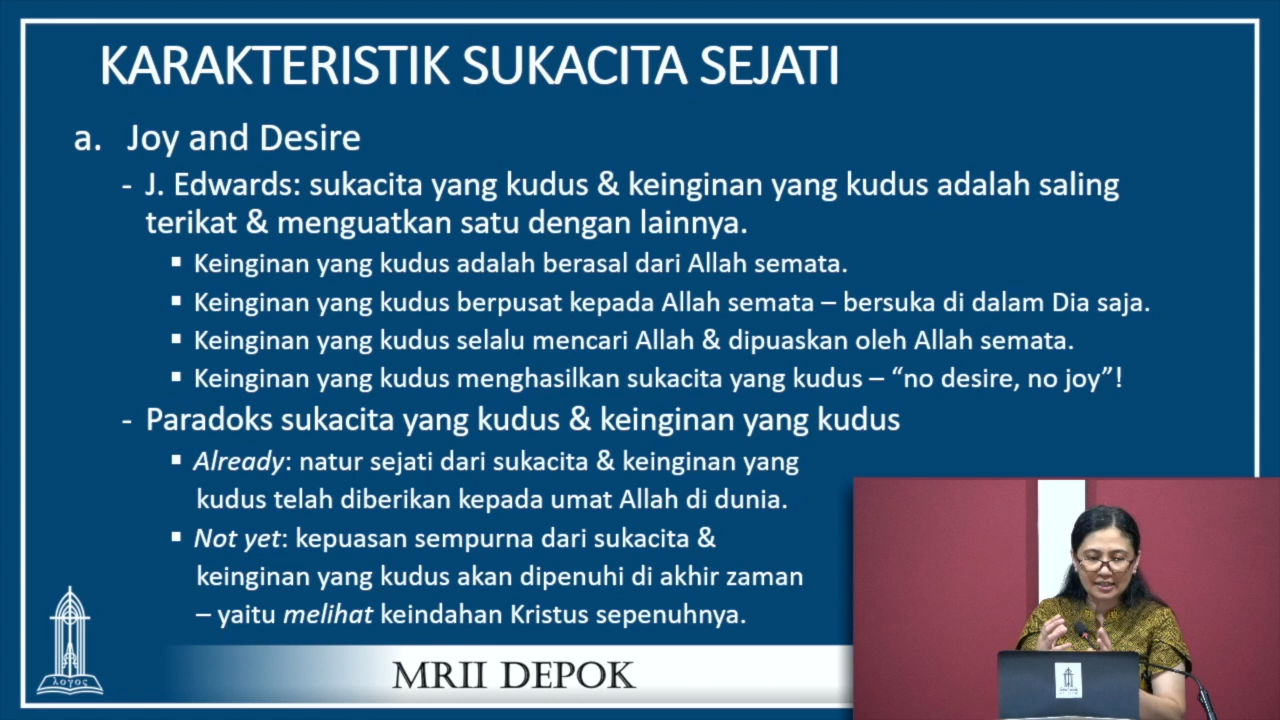 KARAKTERISTIK SUKACITA SEJATI
a. Joy and Desire
- J. Edwards: sukacita yang kudus & keinginan yang kudus adalah saling
terikat & menguatkan satu dengan lainnya.
▪ Keinginan yang kudus adalah berasal dari Allah semata.
▪ Keinginan yang kudus berpusat kepada Allah semata – bersuka di dalam Dia saja.
▪ Keinginan yang kudus selalu mencari Allah & dipuaskan oleh Allah semata.
▪ Keinginan yang kudus menghasilkan sukacita yang kudus – “no desire, no joy”!
- Paradoks sukacita yang kudus & keinginan yang kudus
▪ Already: natur sejati dari sukacita & keinginan yang
kudus telah diberikan kepada umat Allah di dunia.
▪ Not yet: kepuasan sempurna dari sukacita &
keinginan yang kudus akan dipenuhi di akhir zaman
– yaitu melihat keindahan Kristus sepenuhnya.
λογος
MRII DEPOK